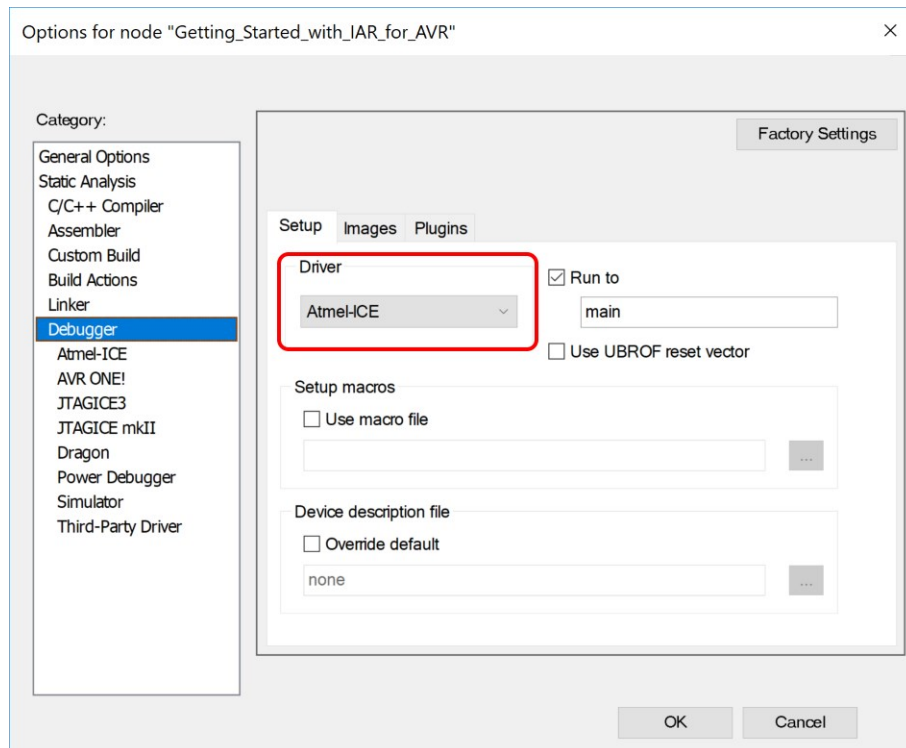 Options for node "Getting_Started_with_IAR_for_AVR"
Category:
General Options
Static Analysis
C/C++ Compiler
Assembler
Custom Build
Build Actions
Linker
Debugger
Atmel-ICE
AVR ONE!
JTAGICE3
JTAGICE mkII
Dragon
Power Debugger
Simulator
Third-Party Driver
Factory Settings
Setup Images Plugins
Driver
Atmel-ICE
Run to
main
Use UBROF reset vector
Setup macros
Use macro file
...
Device description file
Override default
none
...
OK Cancel